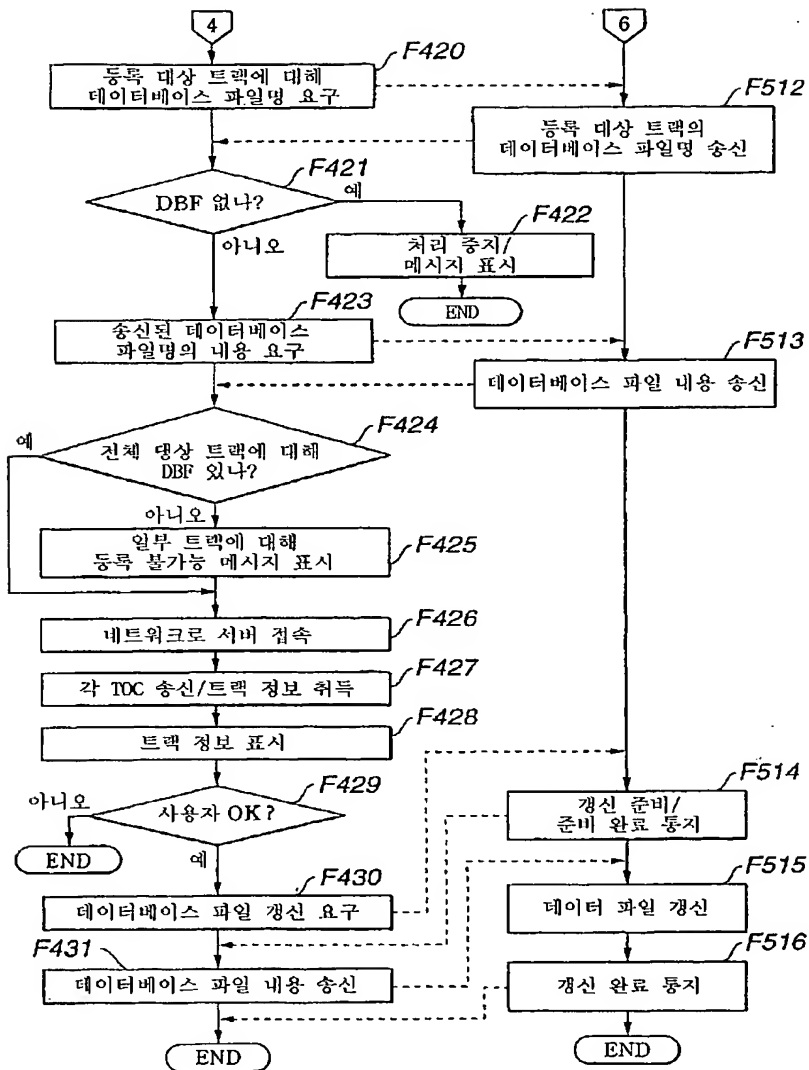 4
6
F420
등록 대상 트랙에 대해
데이터베이스 파일명 요구
F512
등록 대상 트랙의
데이터베이스 파일명 송신
F421
DBF 없나?
예
아니오
F422
처리 중지/
메시지 표시
END
F423
송신된 데이터베이스
파일명의 내용 요구
F513
데이터베이스 파일 내용 송신
F424
예
전체 댕상 트랙에 대해
DBF 있나?
아니오
일부 트랙에 대해
등록 불가능 메시지 표시
F425
네트워크로 서버 접속
F426
F427
각 TOC 송신/트랙 정보 취득
F428
트랙 정보 표시
F429
아니오
사용자 OK?
END
예
F514
갱신 준비/
준비 완료 통지
F430
데이터베이스 파일 갱신 요구
F515
데이터 파일 갱신
F431
데이터베이스 파일 내용 송신
F516
갱신 완료 통지
END
END